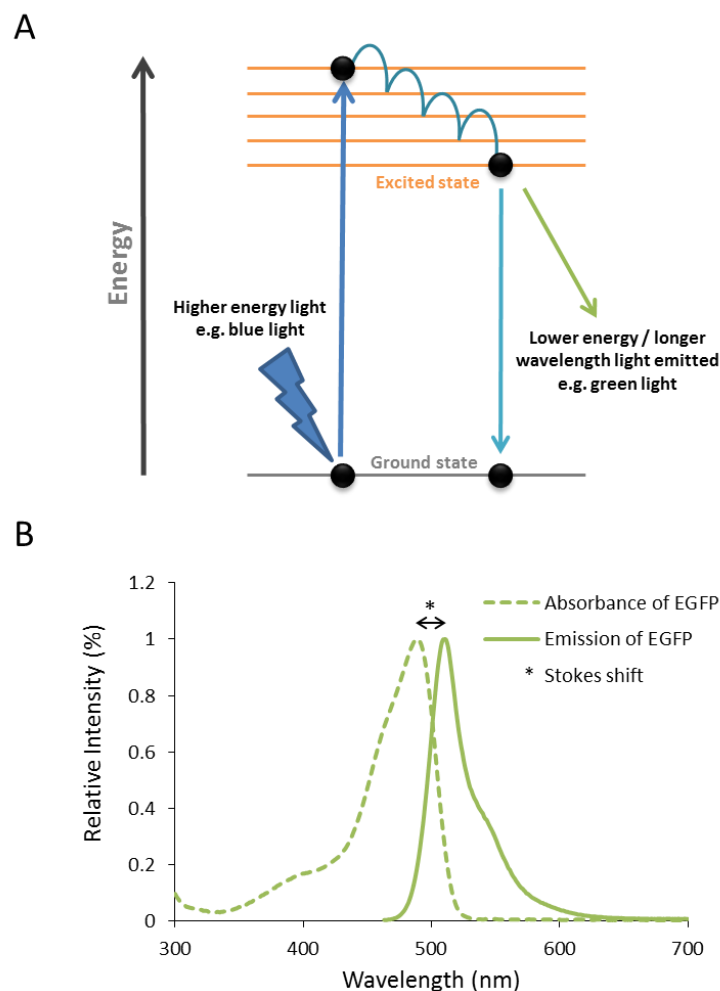 A
Energy
Excited state
Higher energy light
e.g. blue light
Lower energy / longer
wavelength light emitted
e.g. green light
Ground state
B
Relative Intensity (%)
1.2
1
0.8
0.6
0.4
0.2
0
*
Absorbance of EGFP
Emission of EGFP
* Stokes shift
300
400
500
600
700
Wavelength (nm)